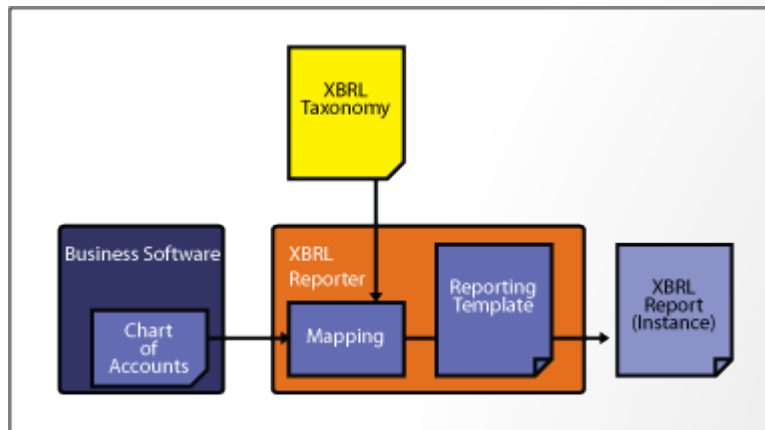 XBRL
Taxonomy
Business Software
Chart
of
Accounts
XBRL
Reporter
Mapping
Reporting
Template
XBRL
Report
(Instance)